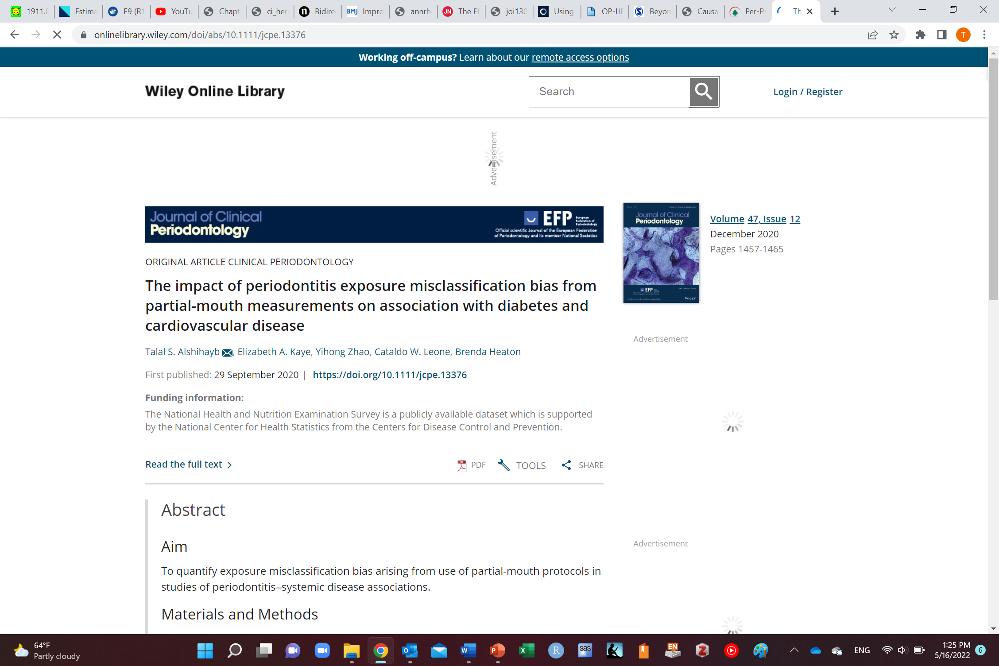 1911.0
Estima
E9 (R1
YouTu
Chapt
ci_her
Bidire
BMJ Impro
annrh
JN The Ef
joi130
Using
OP-IJE
Beyon
Causa
Per-Pr
Th
onlinelibrary.wiley.com/doi/abs/10.1111/jcpe.13376
T
Working off-campus? Learn about our remote access options
Wiley Online Library
Search
Login / Register
Advertisement
Journal of Clinical
Periodontology
EFP European Federation of Periodontology
Official scientific Journal of the European Federation
of Periodontology and its member National Societies
Journal of Clinical
Periodontology
EFP
WILEY
Volume 47, Issue 12
December 2020
Pages 1457-1465
ORIGINAL ARTICLE CLINICAL PERIODONTOLOGY
The impact of periodontitis exposure misclassification bias from
partial-mouth measurements on association with diabetes and
cardiovascular disease
Advertisement
Talal S. Alshihayb, Elizabeth A. Kaye, Yihong Zhao, Cataldo W. Leone, Brenda Heaton
First published: 29 September 2020 | https://doi.org/10.1111/jcpe.13376
Funding information:
The National Health and Nutrition Examination Survey is a publicly available dataset which is supported
by the National Center for Health Statistics from the Centers for Disease Control and Prevention.
Read the full text
PDF
TOOLS
SHARE
Abstract
Aim
Advertisement
To quantify exposure misclassification bias arising from use of partial-mouth protocols in
studies of periodontitis–systemic disease associations.
Materials and Methods
64°F
Partly cloudy
EN
sas
ENG
1:25 PM
5/16/2022
6